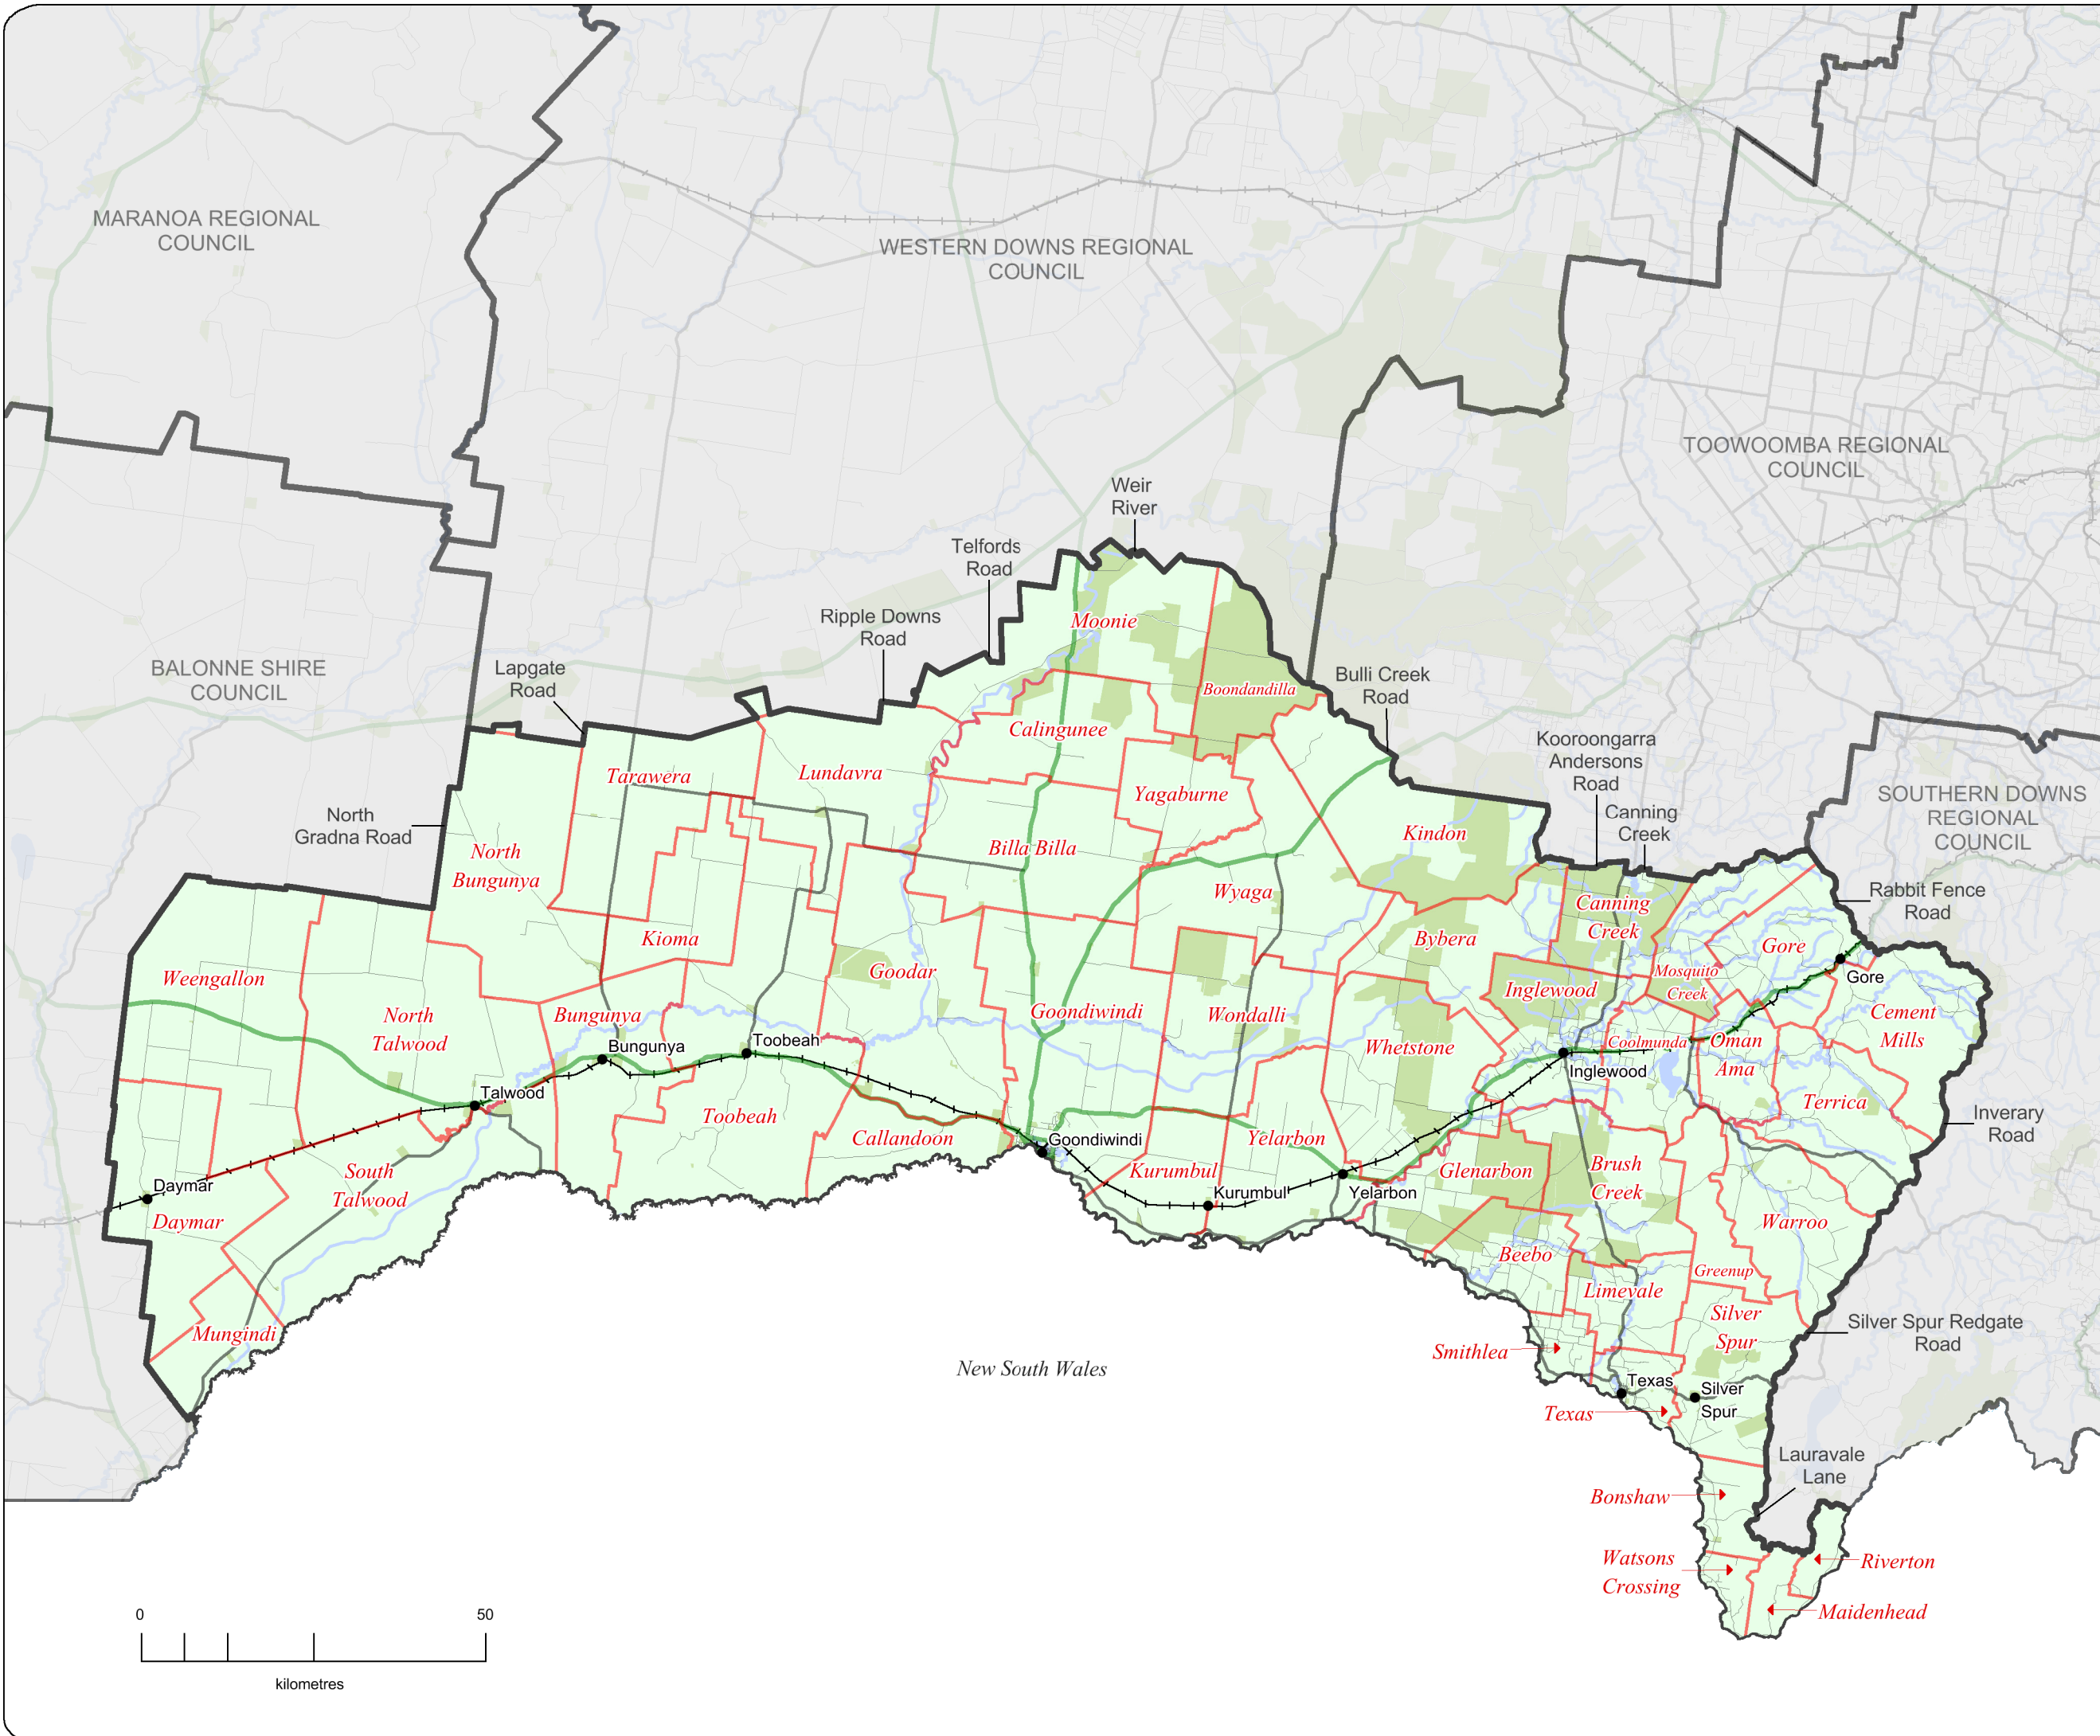 MARANOA REGIONAL
COUNCIL
WESTERN DOWNS REGIONAL
COUNCIL
TOOWOOMBA REGIONAL
COUNCIL
Weir
River
Telfords
Road
Ripple Downs
Road
Moonie
BALONNE SHIRE
COUNCIL
Lapgate
Road
Boondandilla
Bulli Creek
Road
Calingunee
Kooroongarra
Andersons
Road
Tarawera
Lundavra
Yagaburne
SOUTHERN DOWNS
REGIONAL
COUNCIL
North
Gradna Road
Canning
Creek
Kindon
North
Bungunya
Billa Billa
Wyaga
Rabbit Fence
Road
Canning
Creek
Kioma
Bybera
Gore
Weengallon
Goodar
Mosquito
Creek
Gore
Inglewood
North
Talwood
Bungunya
Goondiwindi
Wondalli
Cement
Mills
Bungunya
Toobeah
Whetstone
Coolmunda
Oman
Ama
Inglewood
Talwood
Toobeah
Terrica
Callandoon
Goondiwindi
Yelarbon
Inverary
Road
South
Talwood
Kurumbul
Glenarbon
Brush
Creek
Daymar
Daymar
Kurumbul
Yelarbon
Warroo
Beebo
Greenup
Limevale
Mungindi
Silver
Spur
Silver Spur Redgate
Road
New South Wales
Smithlea
Texas
Silver
Spur
Texas
Lauravale
Lane
Bonshaw
Watsons
Crossing
Riverton
Maidenhead
0
50
kilometres